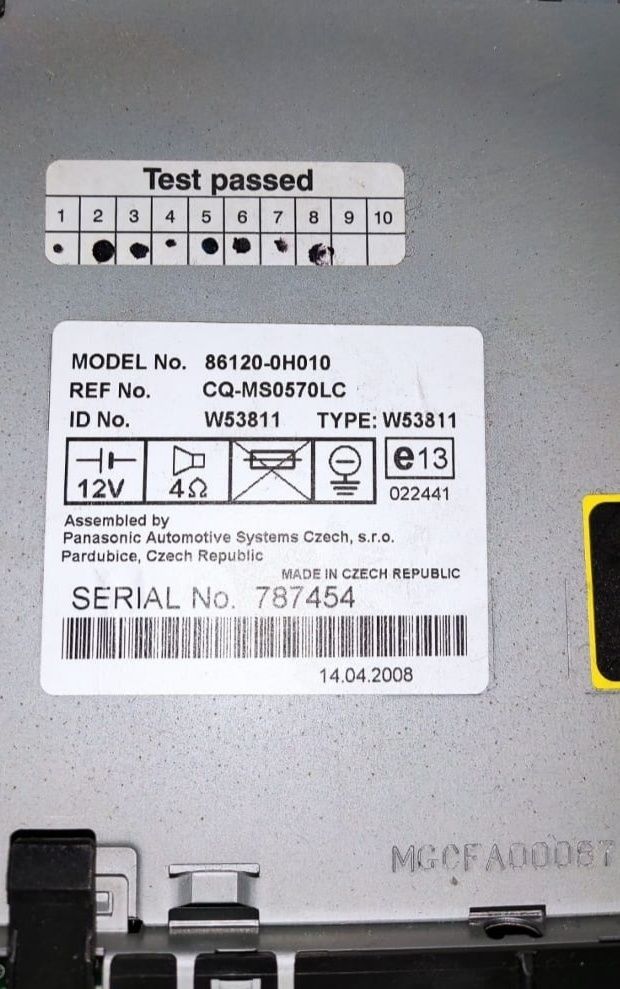 Test passed
1 2 3 4 5 6 7 8 9 10
MODEL No. 86120-0H010
REF No. CQ-MS0570LC
ID No. W53811 TYPE: W53811
12V 4Ω e13
022441
Assembled by
Panasonic Automotive Systems Czech, s.r.o.
Pardubice, Czech Republic
MADE IN CZECH REPUBLIC
SERIAL No. 787454
14.04.2008
MGCFA00067